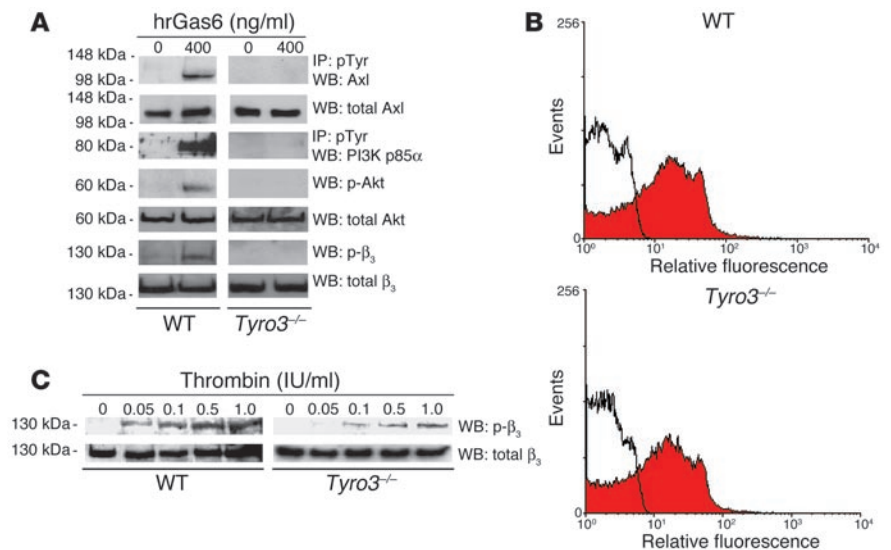 A
hrGas6 (ng/ml)
0 400 0 400
148 kDa -
98 kDa -
IP: pTyr
WB: Axl
148 kDa -
98 kDa -
WB: total Axl
80 kDa -
IP: pTyr
WB: PI3K p85α
60 kDa -
WB: p-Akt
60 kDa -
WB: total Akt
130 kDa -
WB: p-β₃
130 kDa -
WB: total β₃
WT Tyro3⁻/⁻
B
WT
256
Events
0
10⁰ 10¹ 10² 10³ 10⁴
Relative fluorescence
Tyro3⁻/⁻
256
Events
0
10⁰ 10¹ 10² 10³ 10⁴
Relative fluorescence
C
Thrombin (IU/ml)
0 0.05 0.1 0.5 1.0 0 0.05 0.1 0.5 1.0
130 kDa - WB: p-β₃
130 kDa - WB: total β₃
WT Tyro3⁻/⁻